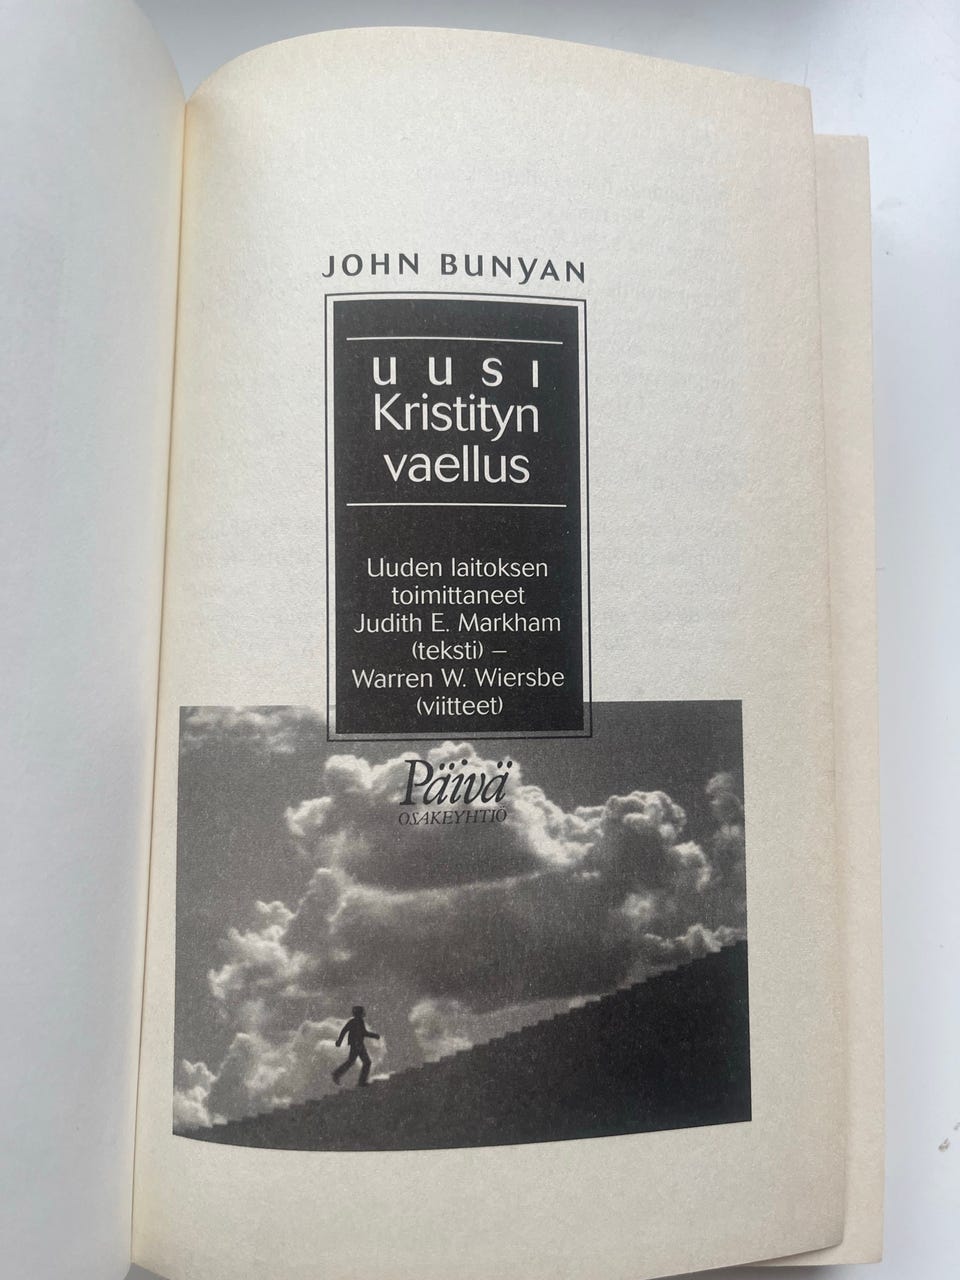 JOHN BUNYAN
uusi
Kristityn
vaellus
Uuden laitoksen
toimittaneet
Judith E. Markham
(teksti) –
Warren W. Wiersbe
(viitteet)
Päivä
OSAKEYHTIÖ